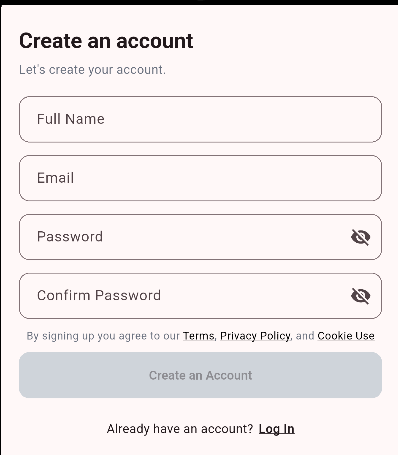 Create an account
Let's create your account.
Full Name
Email
Password
Confirm Password
By signing up you agree to our Terms, Privacy Policy, and Cookie Use
Create an Account
Already have an account? Log In